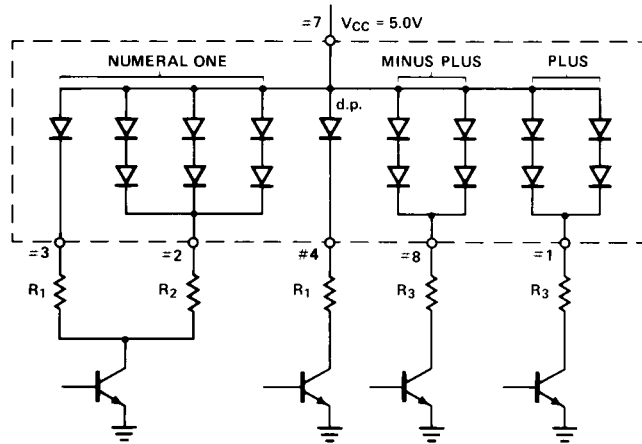 =7 VCC = 5.0V
NUMERAL ONE MINUS PLUS PLUS
d.p.
=3 =2 #4 =8 =1
R1 R2 R1 R3 R3